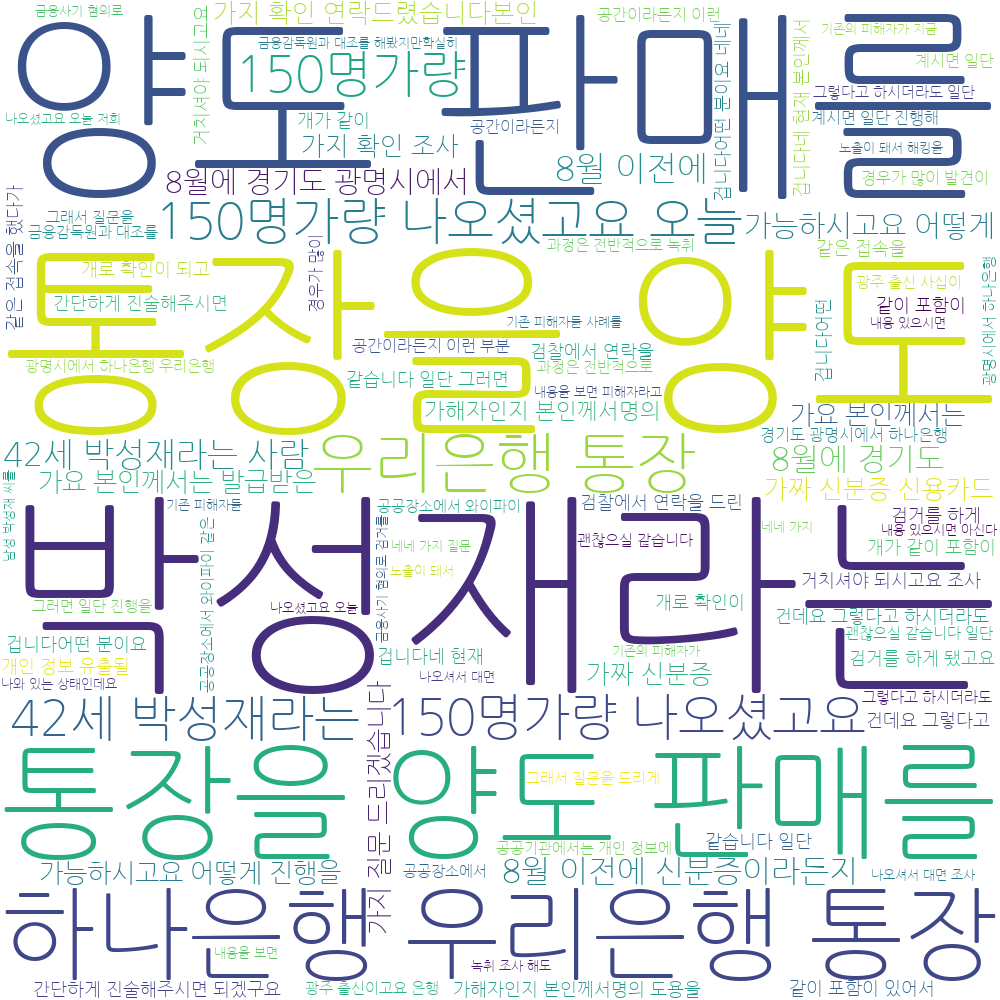 금융사기 혐의로
가지 확인 연락드렸습니다본인
공간이라든지 이런
기존의 피해자가 지금
양도 판매를
거치셔야 되시고요
금융감독원과 대조를 해봤지만확실히
150명가량
겁니다어떤 분이요 네네
겁니다네 현재 본인께서
계시면 일단
그렇다고 하시더라도 일단
나오셨고요 오늘 저희
개가 같이
공간이라든지
계시면 일단 진행해
가지 확인 조사
노출이 돼서 해킹을
8월에 경기도 광명시에서
8월 이전에
경우가 많이 발견이
같은 접속을 했다가
그래서 질문을
금융감독원과 대조를
150명가량 나오셨고요 오늘
가능하시고요 어떻게
경우가 많이
과정은 전반적으로 녹취
같은 접속을
통장을 양도
개로 확인이 되고
광주 출신 사십이
광명시에서 하나은행
간단하게 진술해주시면
겁니다어떤
같이 포함이
기존 피해자들 사례를
내용 있으시면
공간이라든지 이런 부분
검찰에서 연락을
광명시에서 하나은행 우리은행
과정은 전반적으로
같습니다 일단 그러면
내용을 보면 피해자라고
가해자인지 본인께서명의
가요 본인께서는
경기도 광명시에서 하나은행
42세 박성재라는 사람
우리은행 통장
8월에 경기도
남성 박성재 씨를
가요 본인께서는 발급받은
가짜 신분증 신용카드
기존 피해자들
공공장소에서 와이파이
검찰에서 연락을 드린
박성재라는
공공장소에서 와이파이 같은
금융사기 혐의로 검거를
검거를 하게
네네 가지
내용 있으시면 아신다
네네 가지 질문
괜찮으실 같습니다
개가 같이 포함이
노출이 돼서
거치셔야 되시고요 조사
그러면 일단 진행을
나오셨고요 오늘
개로 확인이
건데요 그렇다고 하시더라도
괜찮으실 같습니다 일단
겁니다어떤 분이요
겁니다네 현재
기존의 피해자가
검거를 하게 됐고요
개인 정보 유출될
나오셔서 대면
가짜 신분증
나와 있는 상태인데요
그렇다고 하시더라도
42세 박성재라는
가지 질문 드리겠습니다
150명가량 나오셨고요
건데요 그렇다고
통장을 양도 판매를
그래서 질문을 드리게
공공기관에서는 개인 정보에
같습니다 일단
가능하시고요 어떻게 진행을
공공장소에서
8월 이전에 신분증이라든지
나오셔서 대면 조사
하나은행 우리은행 통장
내용을 보면
녹취 조사 해도
간단하게 진술해주시면 되겠구요
광주 출신이고요 은행
가해자인지 본인께서명의 도용을
같이 포함이 있어서